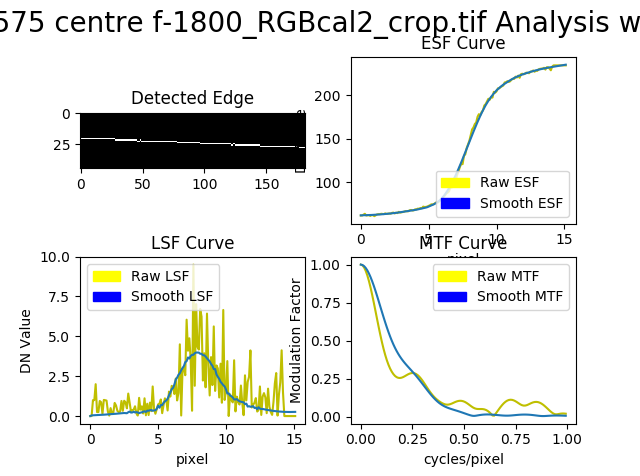 575 centre f-1800_RGBcal2_crop.tif Analysis w
ESF Curve
200
150
100
Raw ESF
Smooth ESF
0
5
10
15
Detected Edge
0
25
0
50
100
150
LSF Curve
10.0
7.5
5.0
2.5
0.0
DN Value
Raw LSF
Smooth LSF
0
5
10
15
pixel
MTF Curve
1.00
0.75
0.50
0.25
0.00
Modulation Factor
Raw MTF
Smooth MTF
0.00
0.25
0.50
0.75
1.00
cycles/pixel